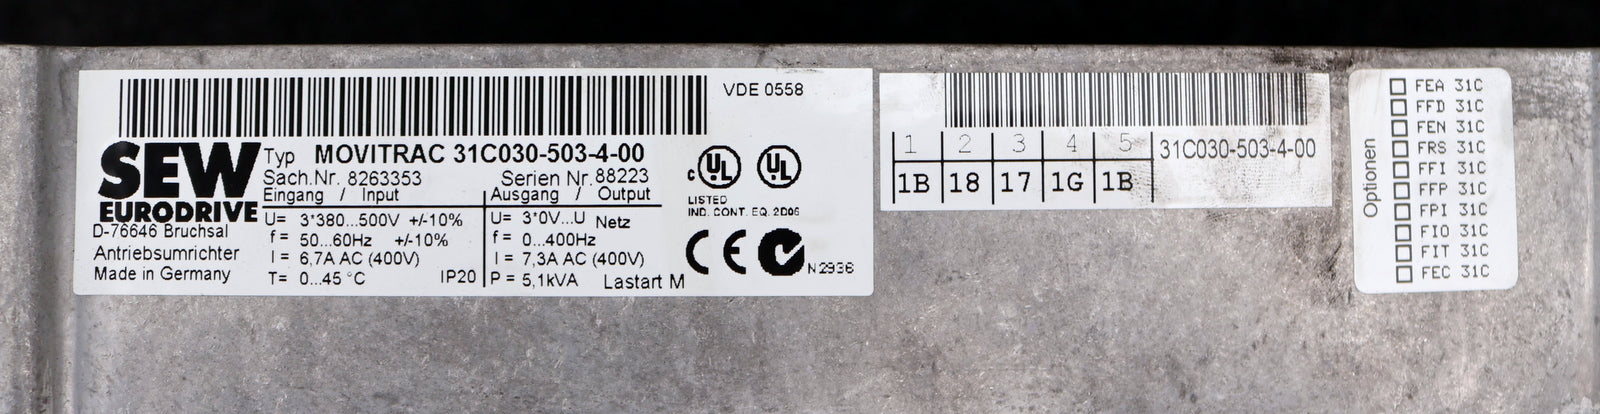 VDE 0558
SEW
EURODRIVE
D-76646 Bruchsal
Antriebsumrichter
Made in Germany
Typ MOVITRAC 31C030-503-4-00
Sach.Nr. 8263353 Serien Nr. 88223
Eingang / Input Ausgang / Output
U= 3*380...500V +/-10% U= 3*0V...U Netz
f= 50...60Hz +/-10% f= 0...400Hz
I = 6,7A AC (400V) I = 7,3A AC (400V)
T= 0...45 °C IP20 P = 5,1kVA Lastart M
c UL UL
LISTED
IND. CONT. EQ. 2D06
CE N2936
1 2 3 4 5 31C030-503-4-00
1B 18 17 1G 1B
Optionen
FEA 31C
FFD 31C
FEN 31C
FRS 31C
FFI 31C
FFP 31C
FPI 31C
FIO 31C
FIT 31C
FEC 31C